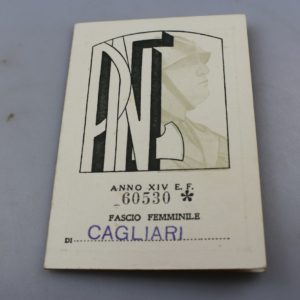 PNF
ANNO XIV E. F.
60530 *
FASCIO FEMMINILE
DI CAGLIARI